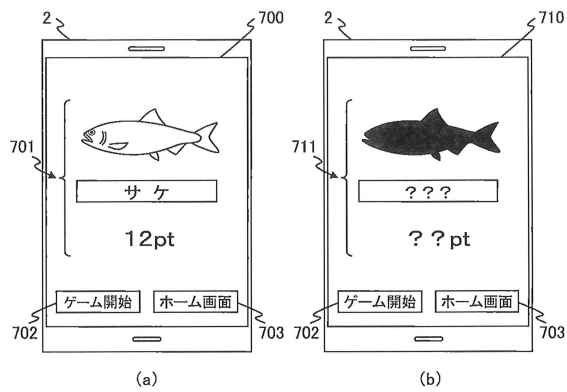 2 700
701
サ ケ
12pt
ゲーム開始 ホーム画面
702 703
(a)
2 710
711
? ? ?
? ? pt
ゲーム開始 ホーム画面
702 703
(b)